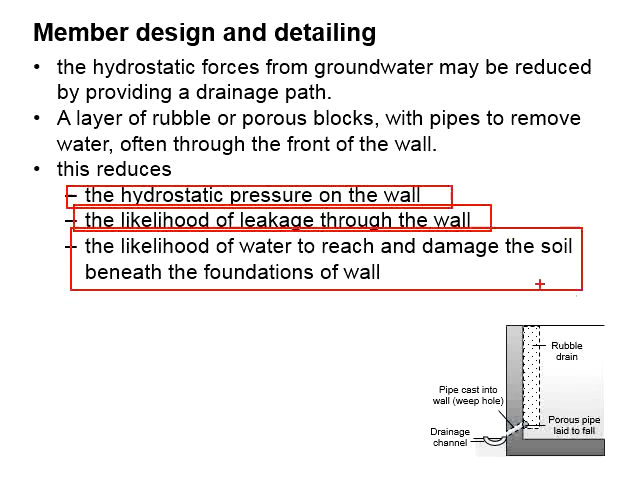 Member design and detailing
• the hydrostatic forces from groundwater may be reduced
by providing a drainage path.
• A layer of rubble or porous blocks, with pipes to remove
water, often through the front of the wall.
• this reduces
– the hydrostatic pressure on the wall
– the likelihood of leakage through the wall
– the likelihood of water to reach and damage the soil
beneath the foundations of wall
Rubble
drain
Pipe cast into
wall (weep hole)
Porous pipe
laid to fall
Drainage
channel